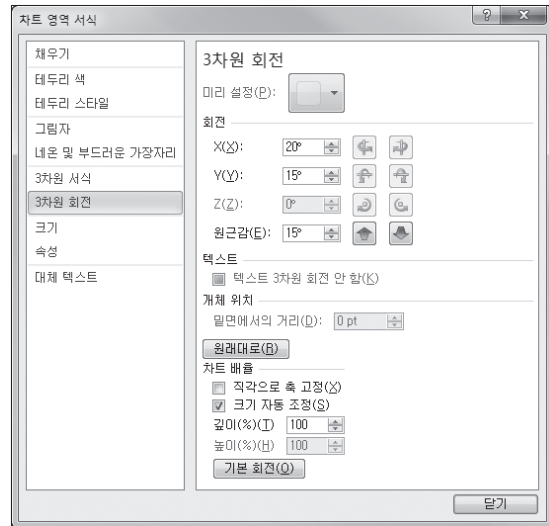 차트 영역 서식
채우기
테두리 색
테두리 스타일
그림자
네온 및 부드러운 가장자리
3차원 서식
3차원 회전
크기
속성
대체 텍스트
3차원 회전
미리 설정(P):
회전
X(X): 20°
Y(Y): 15°
Z(Z): 0°
원근감(E): 15°
텍스트
텍스트 3차원 회전 안 함(K)
개체 위치
밑면에서의 거리(D): 0 pt
원래대로(R)
차트 배율
직각으로 축 고정(X)
크기 자동 조정(S)
깊이(%)(T) 100
높이(%)(H) 100
기본 회전(O)
닫기